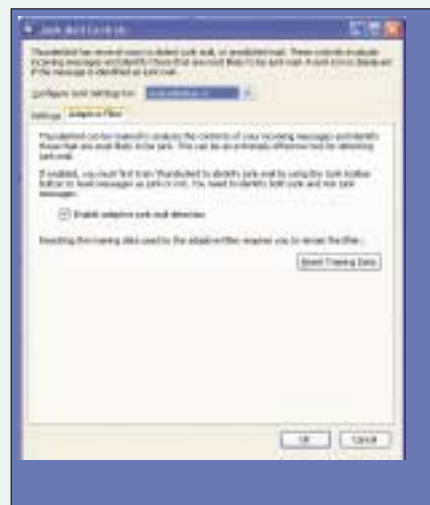 Junk Mail Controls
Thunderbird has several ways to detect junk mail, or unsolicited mail. These controls evaluate
incoming messages and identify those that are most likely to be junk mail. A junk icon is displayed
if the message is identified as junk mail.
Configure Junk Settings for:
Settings Adaptive Filter
Thunderbird can be trained to analyze the contents of your incoming messages and identify
those that are most likely to be junk. This can be an extremely effective tool for detecting
junk mail.
If enabled, you must first train Thunderbird to identify junk mail by using the Junk toolbar
button to mark messages as junk or not. You need to identify both junk and non junk
messages.
Enable adaptive junk mail detection
Resetting the training data used by the adaptive filter requires you to retrain the filter.
Reset Training Data
OK Cancel